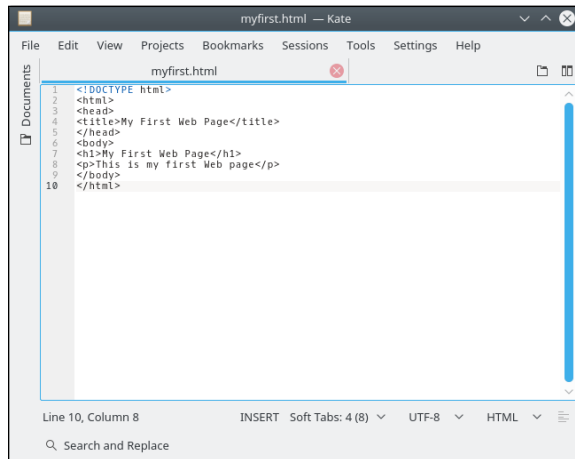 myfirst.html — Kate
File Edit View Projects Bookmarks Sessions Tools Settings Help
Documents
myfirst.html
1 <!DOCTYPE html>
2 <html>
3 <head>
4 <title>My First Web Page</title>
5 </head>
6 <body>
7 <h1>My First Web Page</h1>
8 <p>This is my first Web page</p>
9 </body>
10 </html>
Line 10, Column 8 INSERT Soft Tabs: 4 (8) UTF-8 HTML
Search and Replace